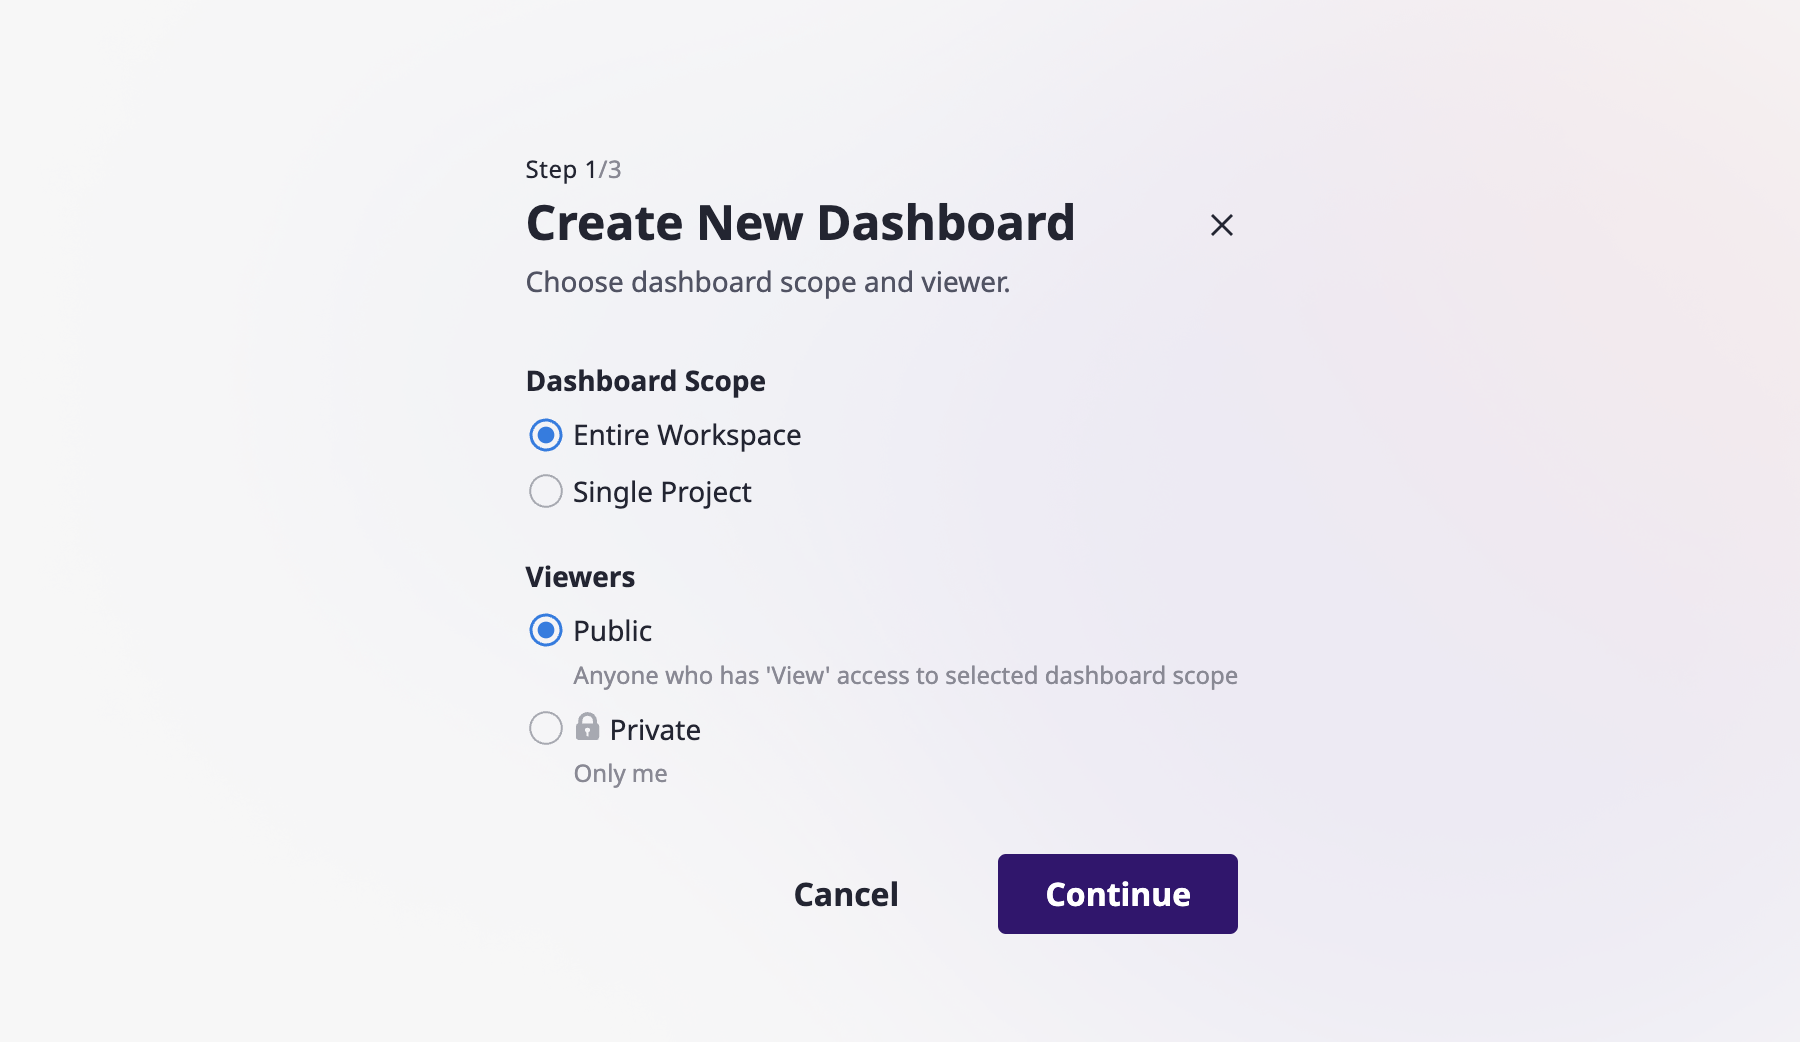 Step 1/3
Create New Dashboard
Choose dashboard scope and viewer.
Dashboard Scope
Entire Workspace
Single Project
Viewers
Public
Anyone who has 'View' access to selected dashboard scope
Private
Only me
Cancel
Continue